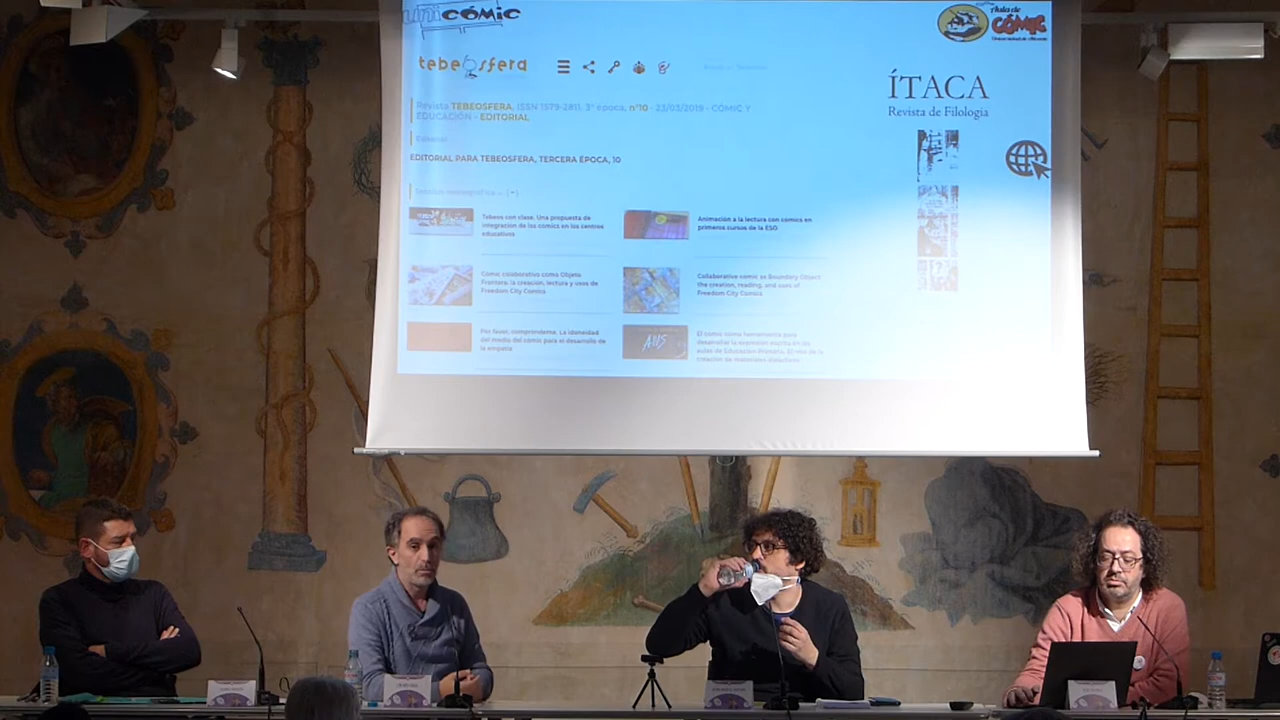 unicómic
Aula de
CÓMIC
Universidad de Alicante
tebeosfera
ÍTACA
Revista de Filologia
Revista TEBEOSFERA, ISSN 1579-2811, 3ª época, nº10 - 23/03/2019 - CÓMIC Y
EDUCACIÓN - EDITORIAL
EDITORIAL PARA TEBEOSFERA, TERCERA ÉPOCA, 10
Tebeos con clase. Una propuesta de
integración de los cómics en los centros
educativos
Animación a la lectura con cómics en
primeros cursos de la ESO
Cómic colaborativo como Objeto
Frontera: la creación, lectura y usos de
Freedom City Comics
Collaborative comic as Boundary Object:
the creation, reading, and uses of
Freedom City Comics
Por favor, comprendeme. La idoneidad
del medio del cómic para el desarrollo de
la empatía
El cómic como herramienta para
desarrollar la expresión escrita en las
aulas de Educación Primaria. El reto de la
creación de materiales didácticos